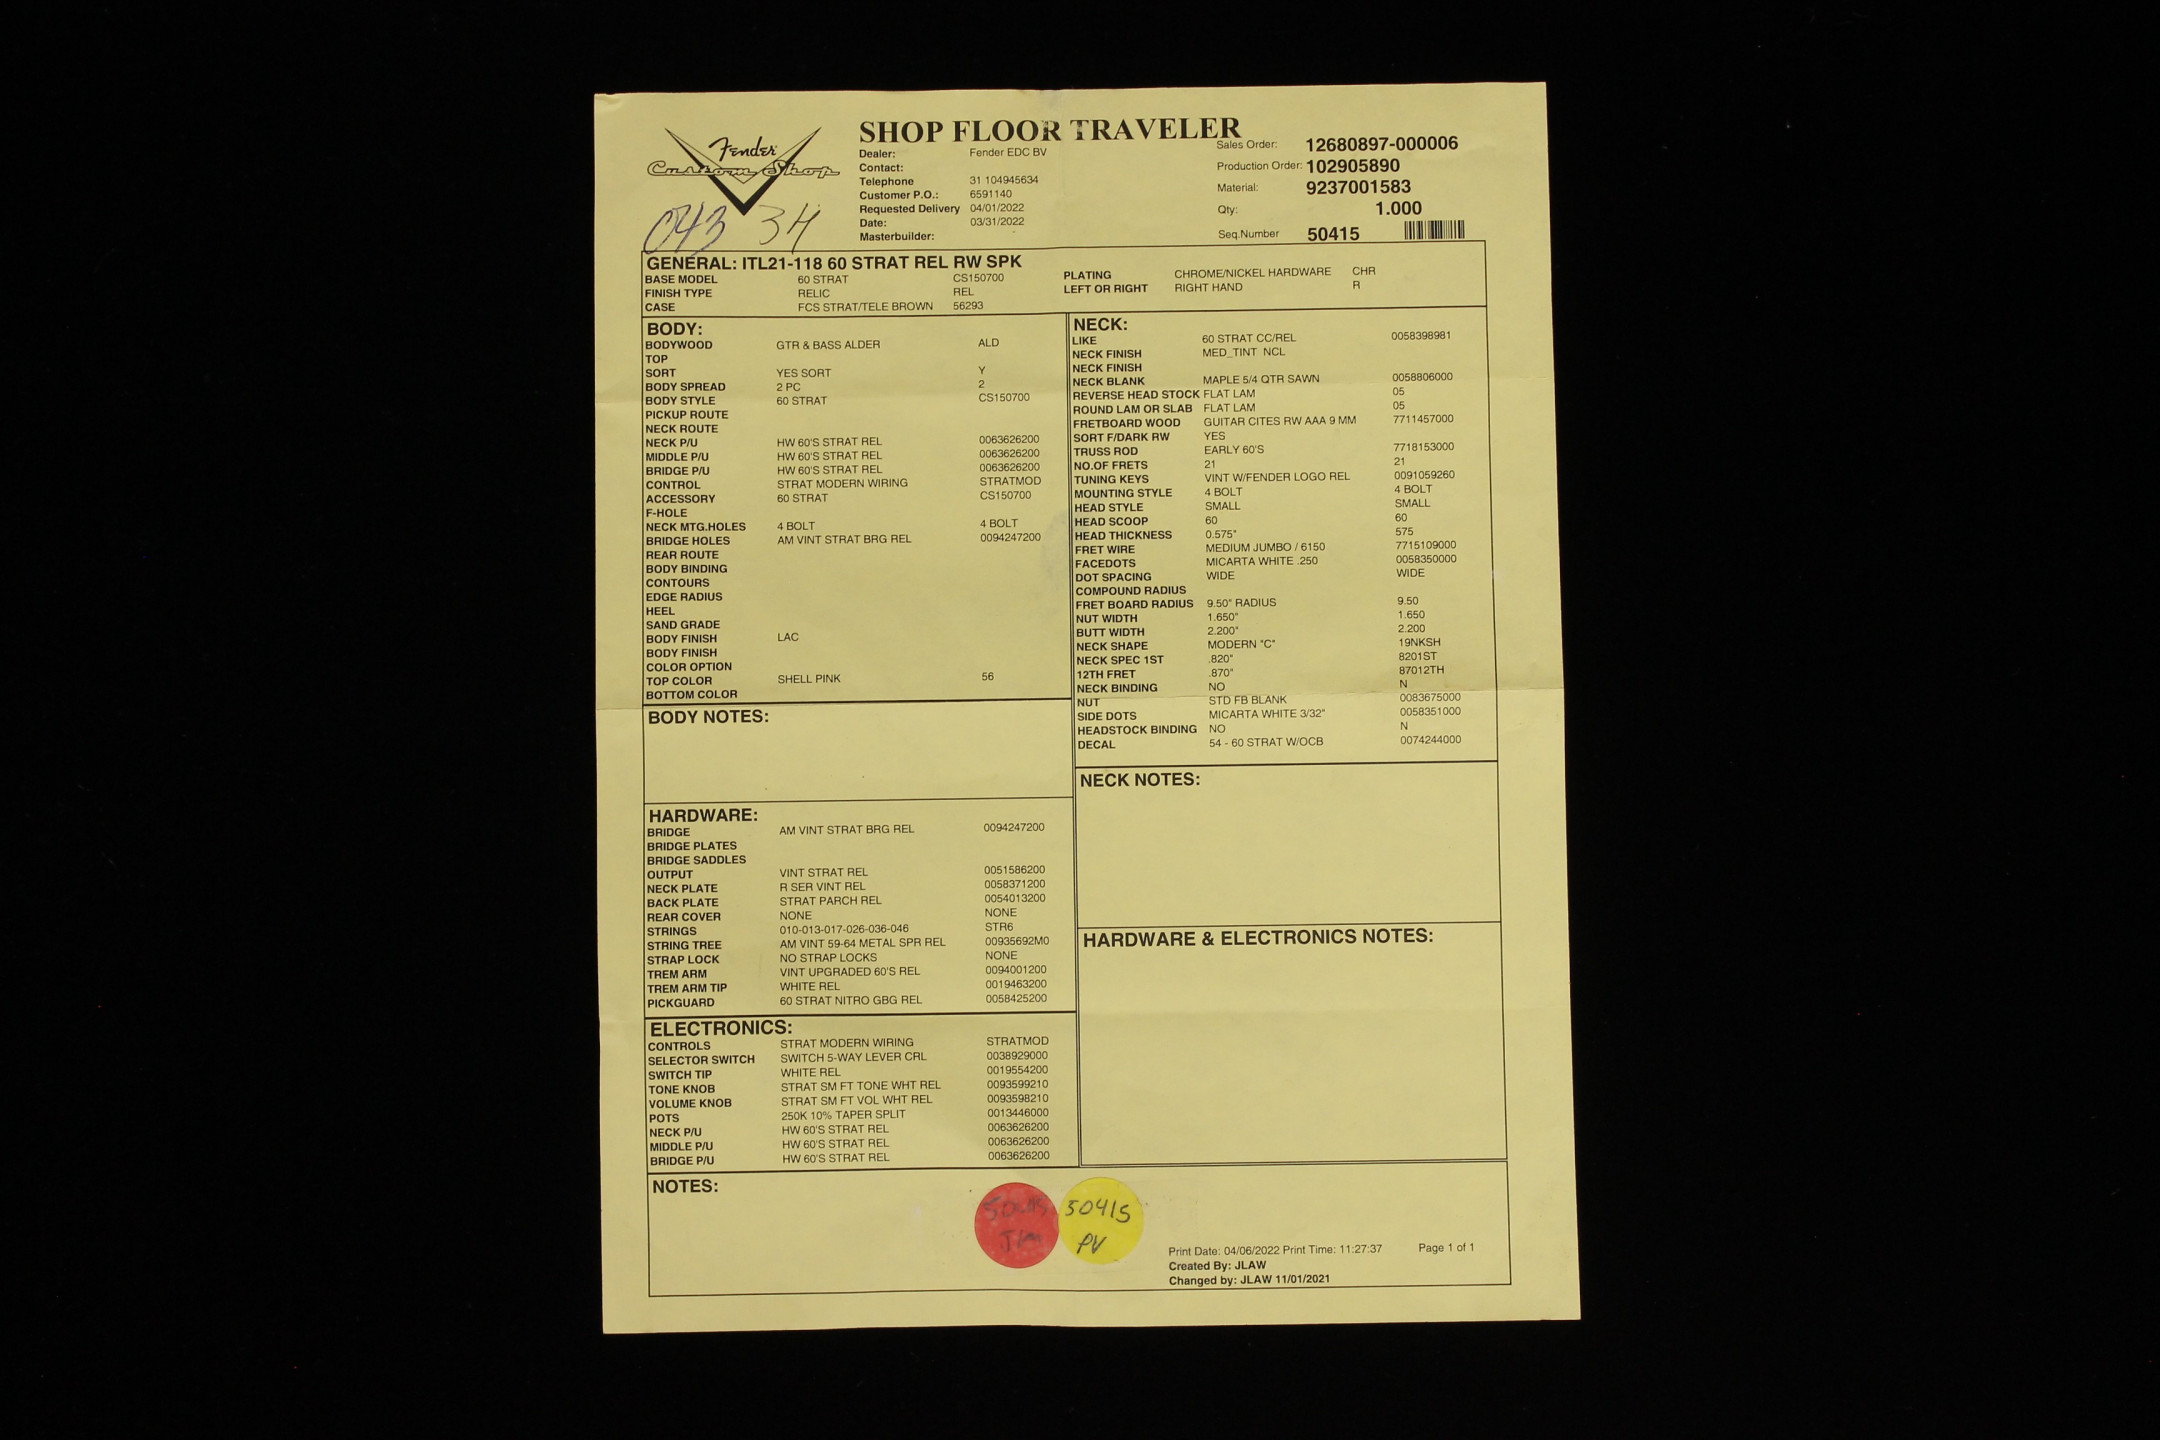 SHOP FLOOR TRAVELER
Fender
Custom Shop
043 34
Dealer: Fender EDC BV
Contact:
Telephone 31 104945634
Customer P.O.: 6591140
Requested Delivery 04/01/2022
Date: 03/31/2022
Masterbuilder:
Sales Order: 12680897-000006
Production Order: 102905890
Material: 9237001583
Qty: 1.000
Seq.Number 50415
GENERAL: ITL21-118 60 STRAT REL RW SPK
BASE MODEL 60 STRAT CS150700
FINISH TYPE RELIC REL
CASE FCS STRAT/TELE BROWN 56293
PLATING CHROME/NICKEL HARDWARE CHR
LEFT OR RIGHT RIGHT HAND R
BODY:
BODYWOOD GTR & BASS ALDER ALD
TOP
SORT YES SORT Y
BODY SPREAD 2 PC 2
BODY STYLE 60 STRAT CS150700
PICKUP ROUTE
NECK ROUTE
NECK P/U HW 60'S STRAT REL 0063626200
MIDDLE P/U HW 60'S STRAT REL 0063626200
BRIDGE P/U HW 60'S STRAT REL 0063626200
CONTROL STRAT MODERN WIRING STRATMOD
ACCESSORY 60 STRAT CS150700
F-HOLE
NECK MTG.HOLES 4 BOLT 4 BOLT
BRIDGE HOLES AM VINT STRAT BRG REL 0094247200
REAR ROUTE
BODY BINDING
CONTOURS
EDGE RADIUS
HEEL
SAND GRADE
BODY FINISH LAC
BODY FINISH
COLOR OPTION
TOP COLOR SHELL PINK 56
BOTTOM COLOR
BODY NOTES:
HARDWARE:
BRIDGE AM VINT STRAT BRG REL 0094247200
BRIDGE PLATES
BRIDGE SADDLES
OUTPUT VINT STRAT REL 0051586200
NECK PLATE R SER VINT REL 0058371200
BACK PLATE STRAT PARCH REL 0054013200
REAR COVER NONE NONE
STRINGS 010-013-017-026-036-046 STR6
STRING TREE AM VINT 59-64 METAL SPR REL 00935692M0
STRAP LOCK NO STRAP LOCKS NONE
TREM ARM VINT UPGRADED 60'S REL 0094001200
TREM ARM TIP WHITE REL 0019463200
PICKGUARD 60 STRAT NITRO GBG REL 0058425200
ELECTRONICS:
CONTROLS STRAT MODERN WIRING STRATMOD
SELECTOR SWITCH SWITCH 5-WAY LEVER CRL 0038929000
SWITCH TIP WHITE REL 0019554200
TONE KNOB STRAT SM FT TONE WHT REL 0093599210
VOLUME KNOB STRAT SM FT VOL WHT REL 0093598210
POTS 250K 10% TAPER SPLIT 0013446000
NECK P/U HW 60'S STRAT REL 0063626200
MIDDLE P/U HW 60'S STRAT REL 0063626200
BRIDGE P/U HW 60'S STRAT REL 0063626200
NECK:
LIKE 60 STRAT CC/REL 0058398981
NECK FINISH MED_TINT NCL
NECK FINISH
NECK BLANK MAPLE 5/4 QTR SAWN 0058806000
REVERSE HEAD STOCK FLAT LAM 05
ROUND LAM OR SLAB FLAT LAM 05
FRETBOARD WOOD GUITAR CITES RW AAA 9 MM 7711457000
SORT F/DARK RW YES
TRUSS ROD EARLY 60'S 7718153000
NO.OF FRETS 21 21
TUNING KEYS VINT W/FENDER LOGO REL 0091059260
MOUNTING STYLE 4 BOLT 4 BOLT
HEAD STYLE SMALL SMALL
HEAD SCOOP 60 60
HEAD THICKNESS 0.575" 575
FRET WIRE MEDIUM JUMBO / 6150 7715109000
FACEDOTS MICARTA WHITE .250 0058350000
DOT SPACING WIDE WIDE
COMPOUND RADIUS
FRET BOARD RADIUS 9.50" RADIUS 9.50
NUT WIDTH 1.650" 1.650
BUTT WIDTH 2.200" 2.200
NECK SHAPE MODERN "C" 19NKSH
NECK SPEC 1ST .820" 8201ST
12TH FRET .870" 87012TH
NECK BINDING NO N
NUT STD FB BLANK 0083675000
SIDE DOTS MICARTA WHITE 3/32" 0058351000
HEADSTOCK BINDING NO N
DECAL 54 - 60 STRAT W/OCB 0074244000
NECK NOTES:
HARDWARE & ELECTRONICS NOTES:
NOTES:
50415
50415
PV
Print Date: 04/06/2022 Print Time: 11:27:37 Page 1 of 1
Created By: JLAW
Changed by: JLAW 11/01/2021